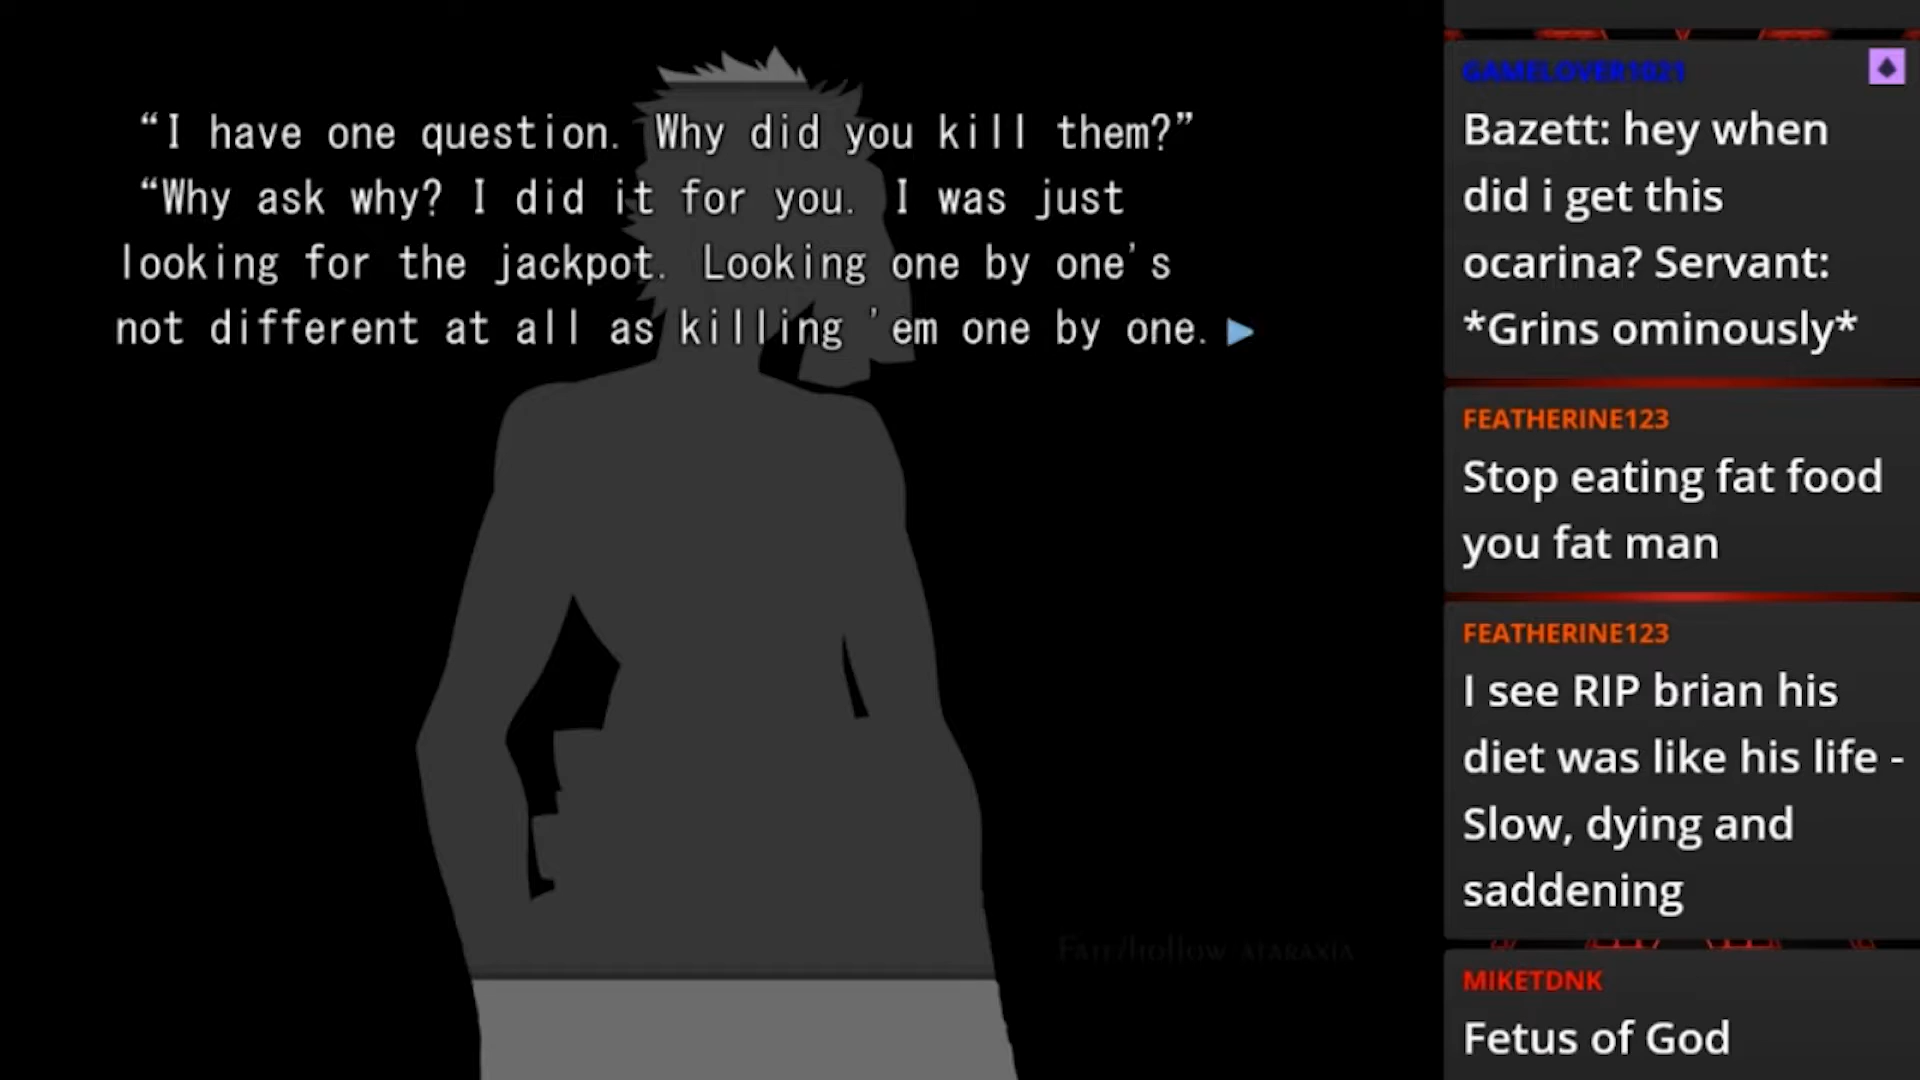 “I have one question. Why did you kill them?”
“Why ask why? I did it for you. I was just
looking for the jackpot. Looking one by one's
not different at all as killing 'em one by one.
Fate/hollow ataraxia
GAMELOVER1021
Bazett: hey when
did i get this
ocarina? Servant:
*Grins ominously*
FEATHERINE123
Stop eating fat food
you fat man
FEATHERINE123
I see RIP brian his
diet was like his life -
Slow, dying and
saddening
MIKETDNK
Fetus of God